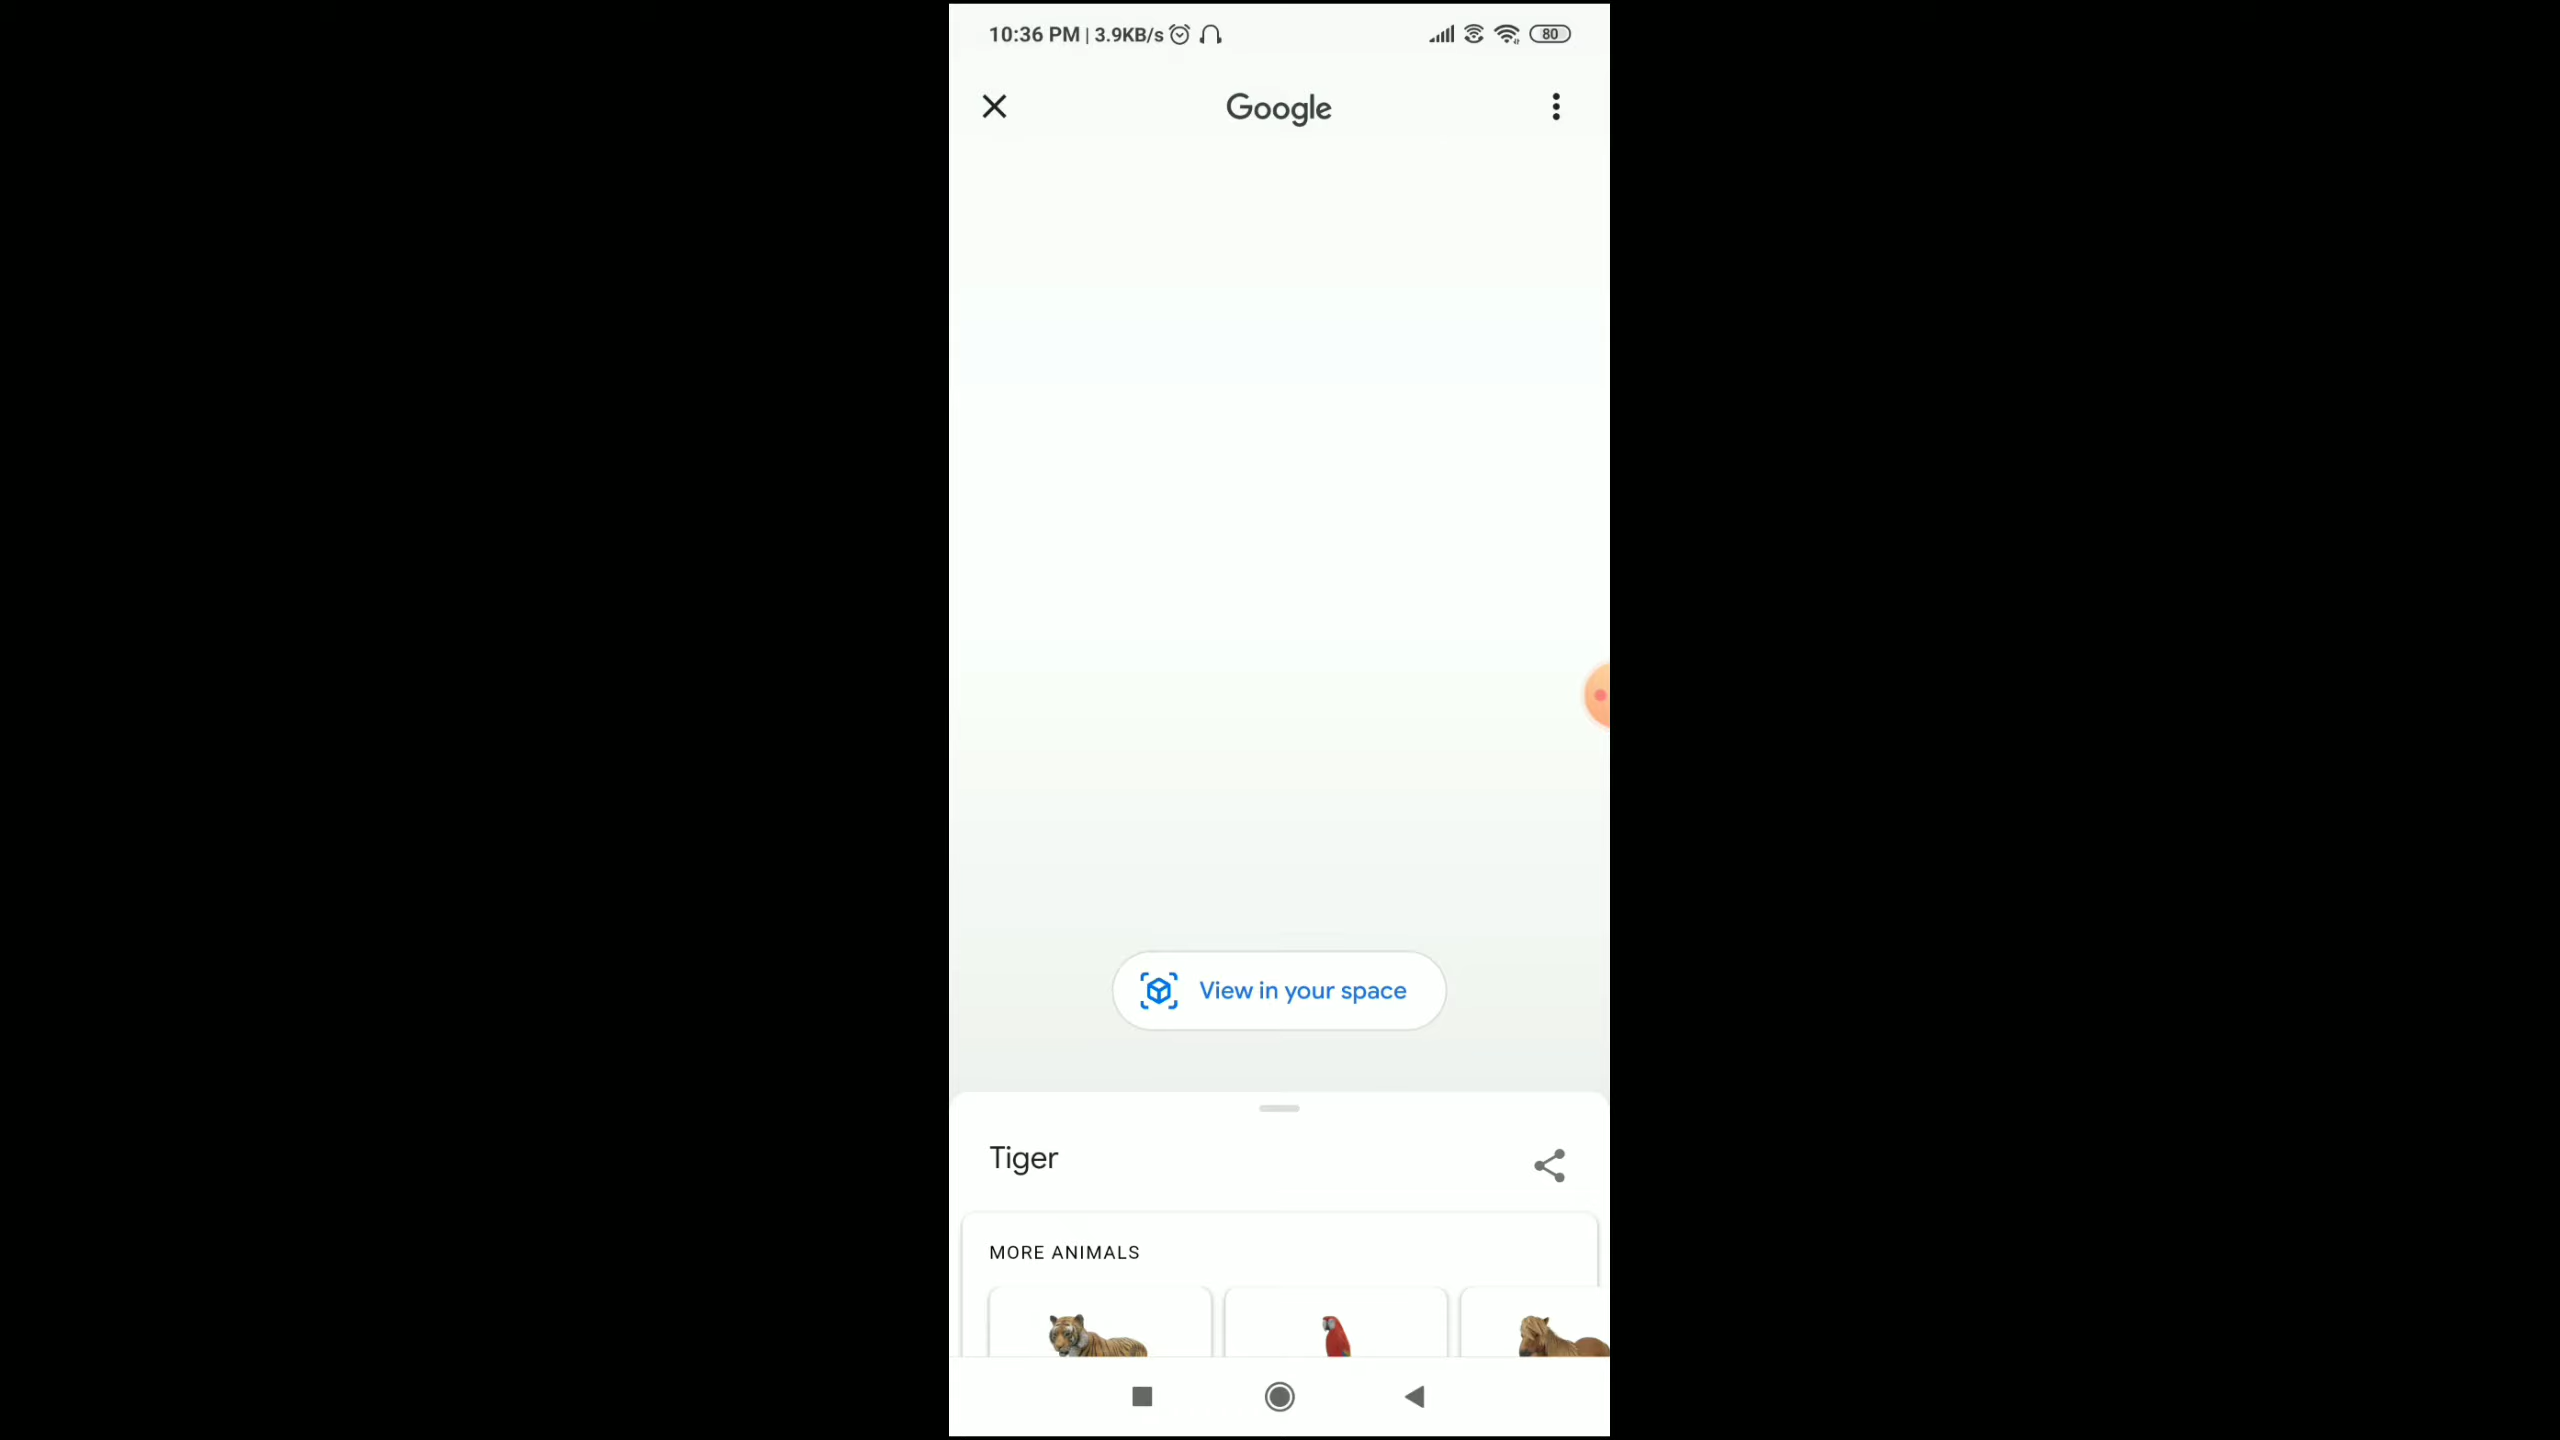 10:36 PM | 3.9KB/s 80
Google
View in your space
Tiger
MORE ANIMALS